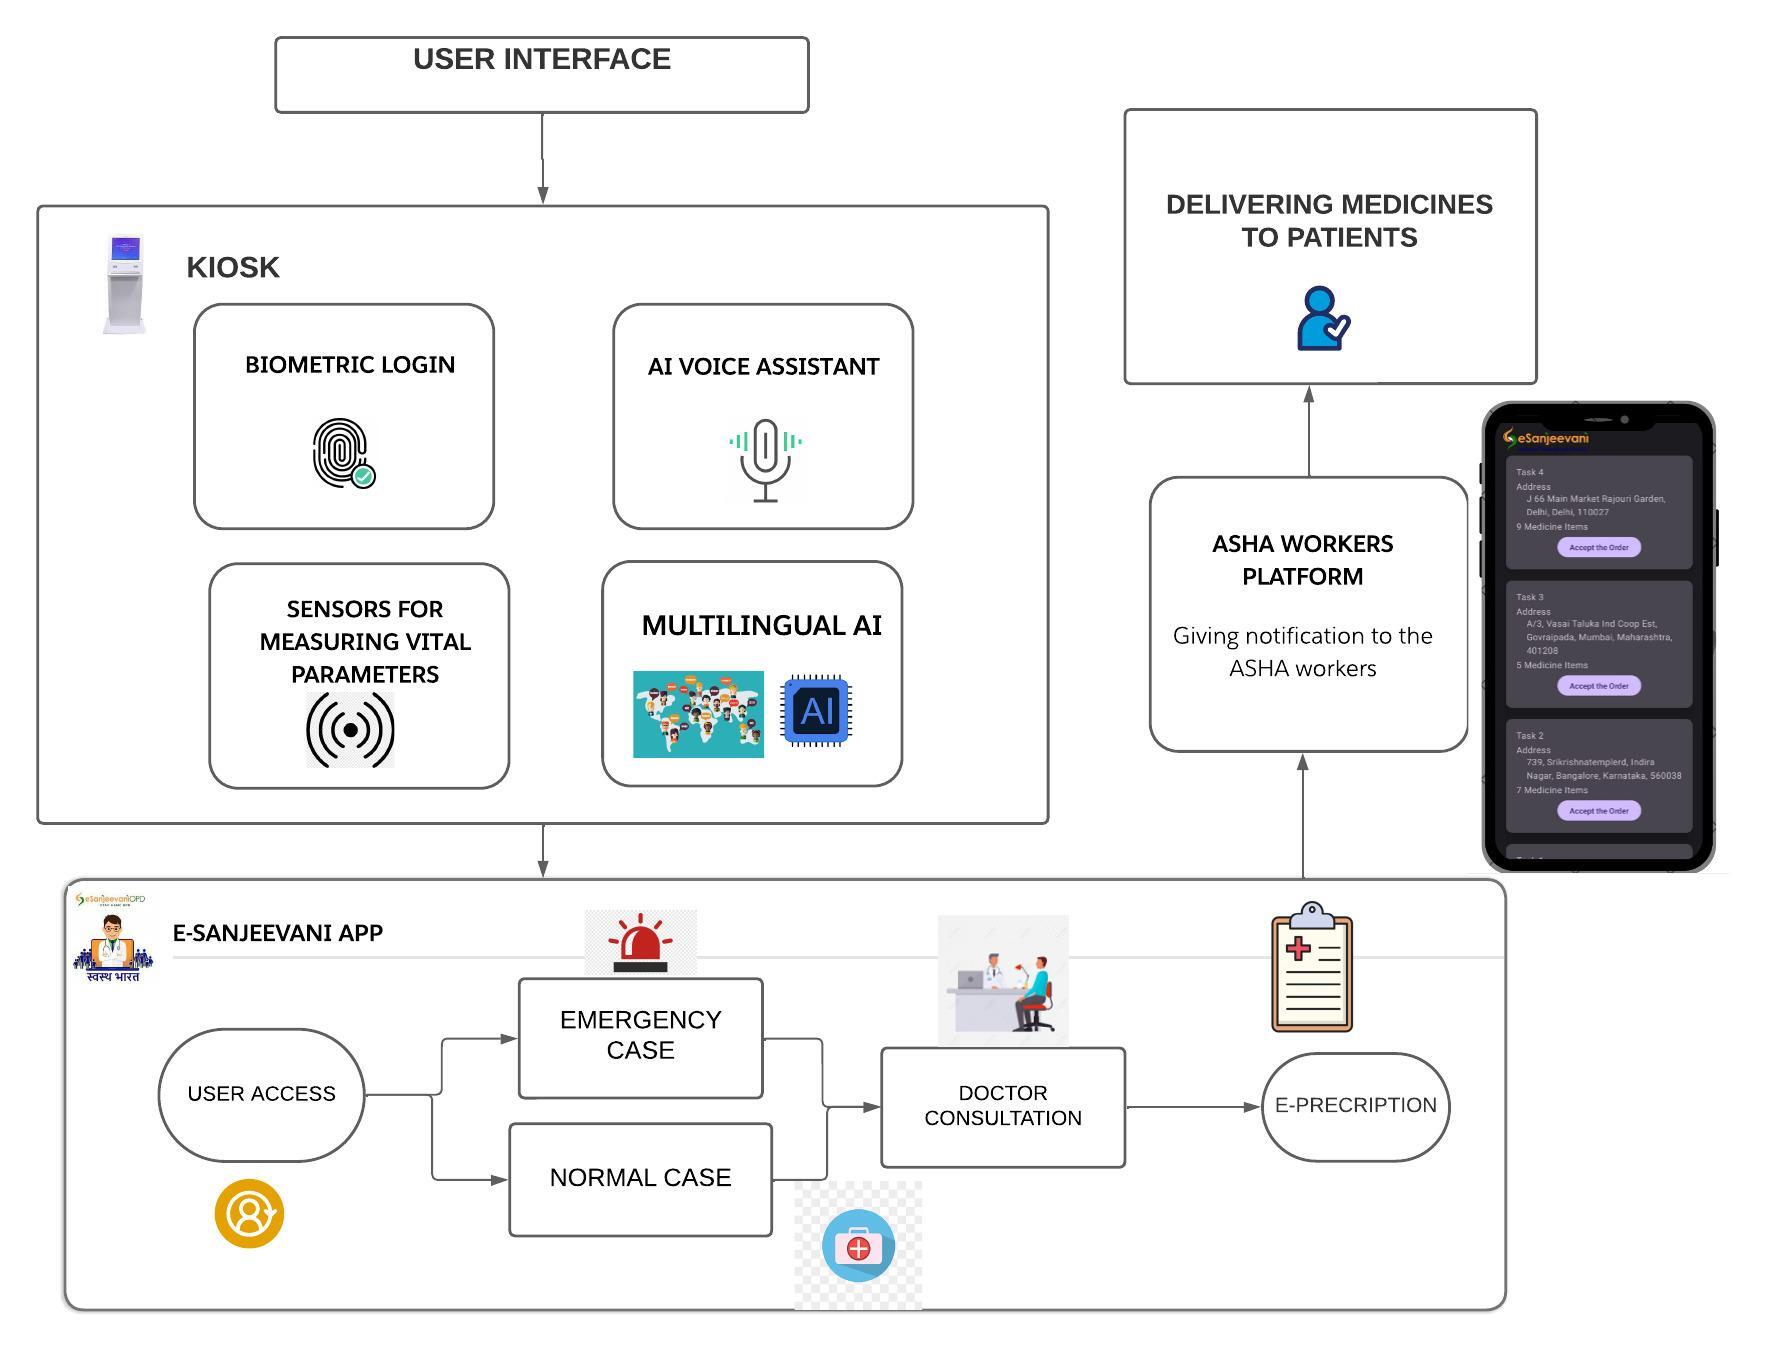 USER INTERFACE
KIOSK
BIOMETRIC LOGIN
AI VOICE ASSISTANT
SENSORS FOR
MEASURING VITAL
PARAMETERS
MULTILINGUAL AI
AI
DELIVERING MEDICINES
TO PATIENTS
ASHA WORKERS
PLATFORM
Giving notification to the
ASHA workers
eSanjeevani
Task 4
Address
J 66 Main Market Rajouri Garden,
Delhi, Delhi, 110027
9 Medicine Items
Accept the Order
Task 3
Address
A/3, Vasai Taluka Ind Coop Est,
Govraipada, Mumbai, Maharashtra,
401208
5 Medicine Items
Accept the Order
Task 2
Address
739, Srikrishnatemplerd, Indira
Nagar, Bangalore, Karnataka, 560038
7 Medicine Items
Accept the Order
eSanjeevaniOPD
स्वस्थ भारत
E-SANJEEVANI APP
USER ACCESS
EMERGENCY
CASE
NORMAL CASE
DOCTOR
CONSULTATION
E-PRECRIPTION